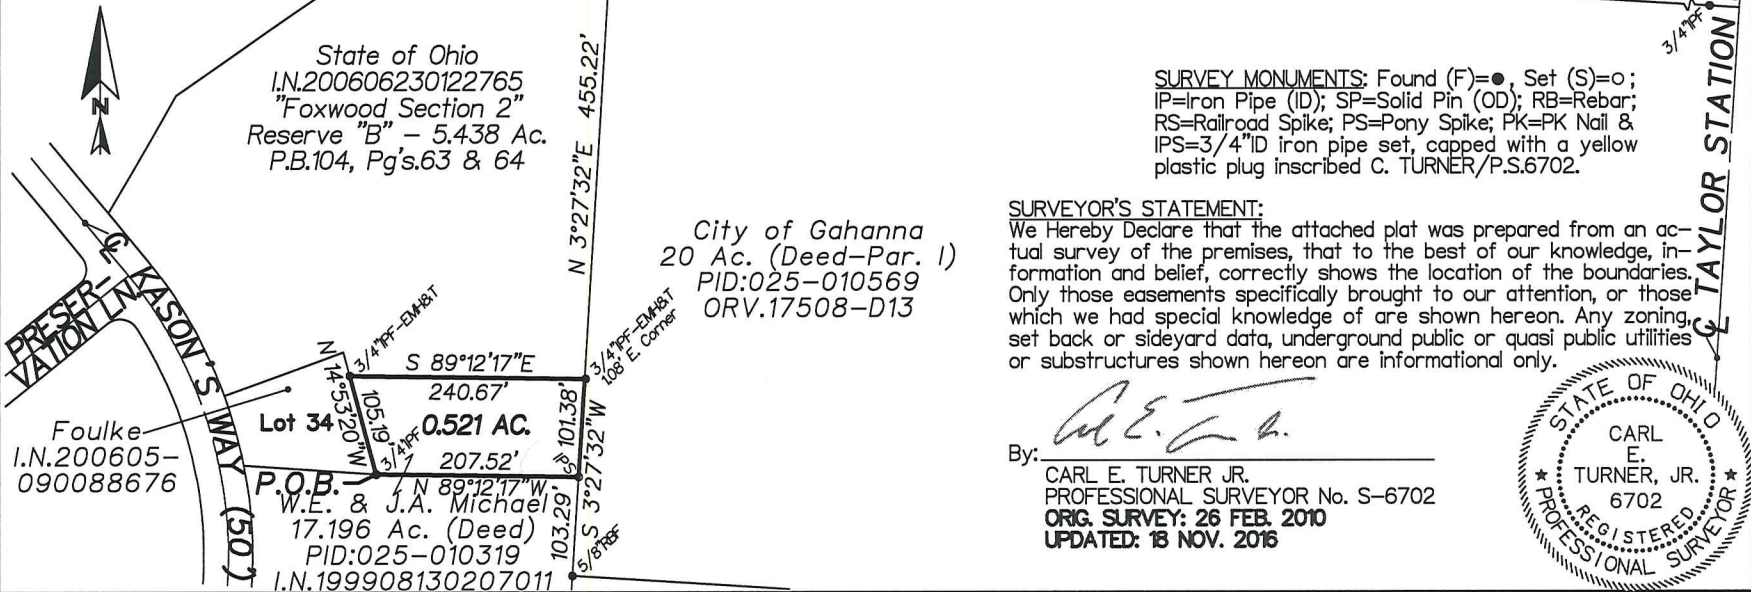 N
State of Ohio
I.N.200606230122765
"Foxwood Section 2"
Reserve "B" – 5.438 Ac.
P.B.104, Pg's.63 & 64
N 3°27'32"E 455.22'
City of Gahanna
20 Ac. (Deed-Par. I)
PID:025-010569
ORV.17508-D13
℄ KASON'S WAY (50')
PRESER-
VATION LN.
3/4"IPF-EMH&T
3/4"IPF-EMH&T
1.08' E. Corner
S 89°12'17"E
240.67'
N 14°53'20"W
105.19'
Lot 34
0.521 AC.
101.38'
IPS
3/4"IPF
207.52'
N 89°12'17"W
S 3°27'32"W
103.29'
5/8"RBF
Foulke
I.N.200605-
090088676
P.O.B.
W.E. & J.A. Michael
17.196 Ac. (Deed)
PID:025-010319
I.N.199908130207011
SURVEY MONUMENTS: Found (F)=●, Set (S)=○;
IP=Iron Pipe (ID); SP=Solid Pin (OD); RB=Rebar;
RS=Railroad Spike; PS=Pony Spike; PK=PK Nail &
IPS=3/4"ID iron pipe set, capped with a yellow
plastic plug inscribed C. TURNER/P.S.6702.
SURVEYOR'S STATEMENT:
We Hereby Declare that the attached plat was prepared from an ac-
tual survey of the premises, that to the best of our knowledge, in-
formation and belief, correctly shows the location of the boundaries.
Only those easements specifically brought to our attention, or those
which we had special knowledge of are shown hereon. Any zoning,
set back or sideyard data, underground public or quasi public utilities
or substructures shown hereon are informational only.
3/4"IPF
℄ TAYLOR STATION
By:
CARL E. TURNER JR.
PROFESSIONAL SURVEYOR No. S-6702
ORIG. SURVEY: 26 FEB. 2010
UPDATED: 18 NOV. 2016
STATE OF OHIO
CARL
E.
TURNER, JR.
6702
REGISTERED
PROFESSIONAL SURVEYOR